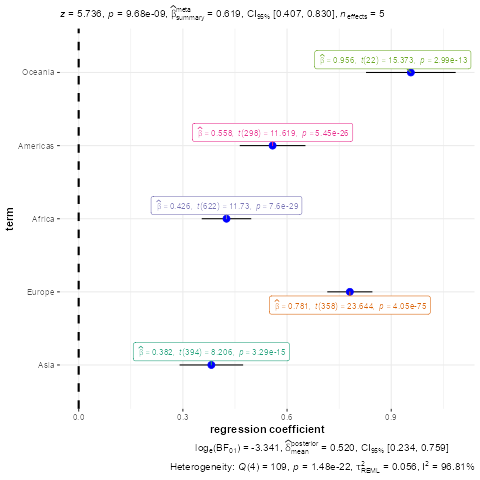 z = 5.736, p = 9.68e-09, β̂ᵐᵉᵗᵃsummary = 0.619, CI95% [0.407, 0.830], neffects = 5
β̂ = 0.956, t(22) = 15.373, p = 2.99e-13
Oceania
β̂ = 0.558, t(298) = 11.619, p = 5.45e-26
Americas
β̂ = 0.426, t(622) = 11.73, p = 7.6e-29
Africa
Europe
β̂ = 0.781, t(358) = 23.644, p = 4.05e-75
β̂ = 0.382, t(394) = 8.206, p = 3.29e-15
Asia
term
0.0 0.3 0.6 0.9
regression coefficient
logₑ(BF₀₁) = -3.341, δ̂ᵖᵒˢᵗᵉʳⁱᵒʳmean = 0.520, CI95% [0.234, 0.759]
Heterogeneity: Q(4) = 109, p = 1.48e-22, τ²REML = 0.056, I² = 96.81%